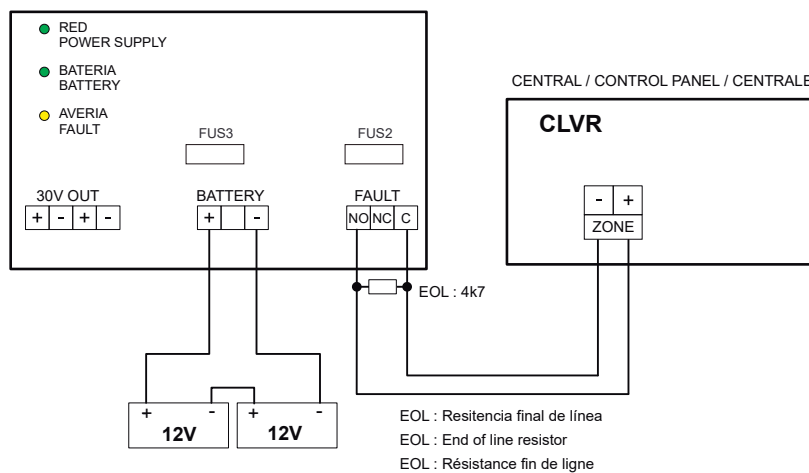 RED
POWER SUPPLY
BATERIA
BATTERY
AVERIA
FAULT
FUS3
FUS2
30V OUT
+ - + -
BATTERY
+ -
FAULT
NO NC C
EOL : 4k7
+ - + -
12V 12V
CENTRAL / CONTROL PANEL / CENTRALE
CLVR
- +
ZONE
EOL : Resitencia final de línea
EOL : End of line resistor
EOL : Résistance fin de ligne